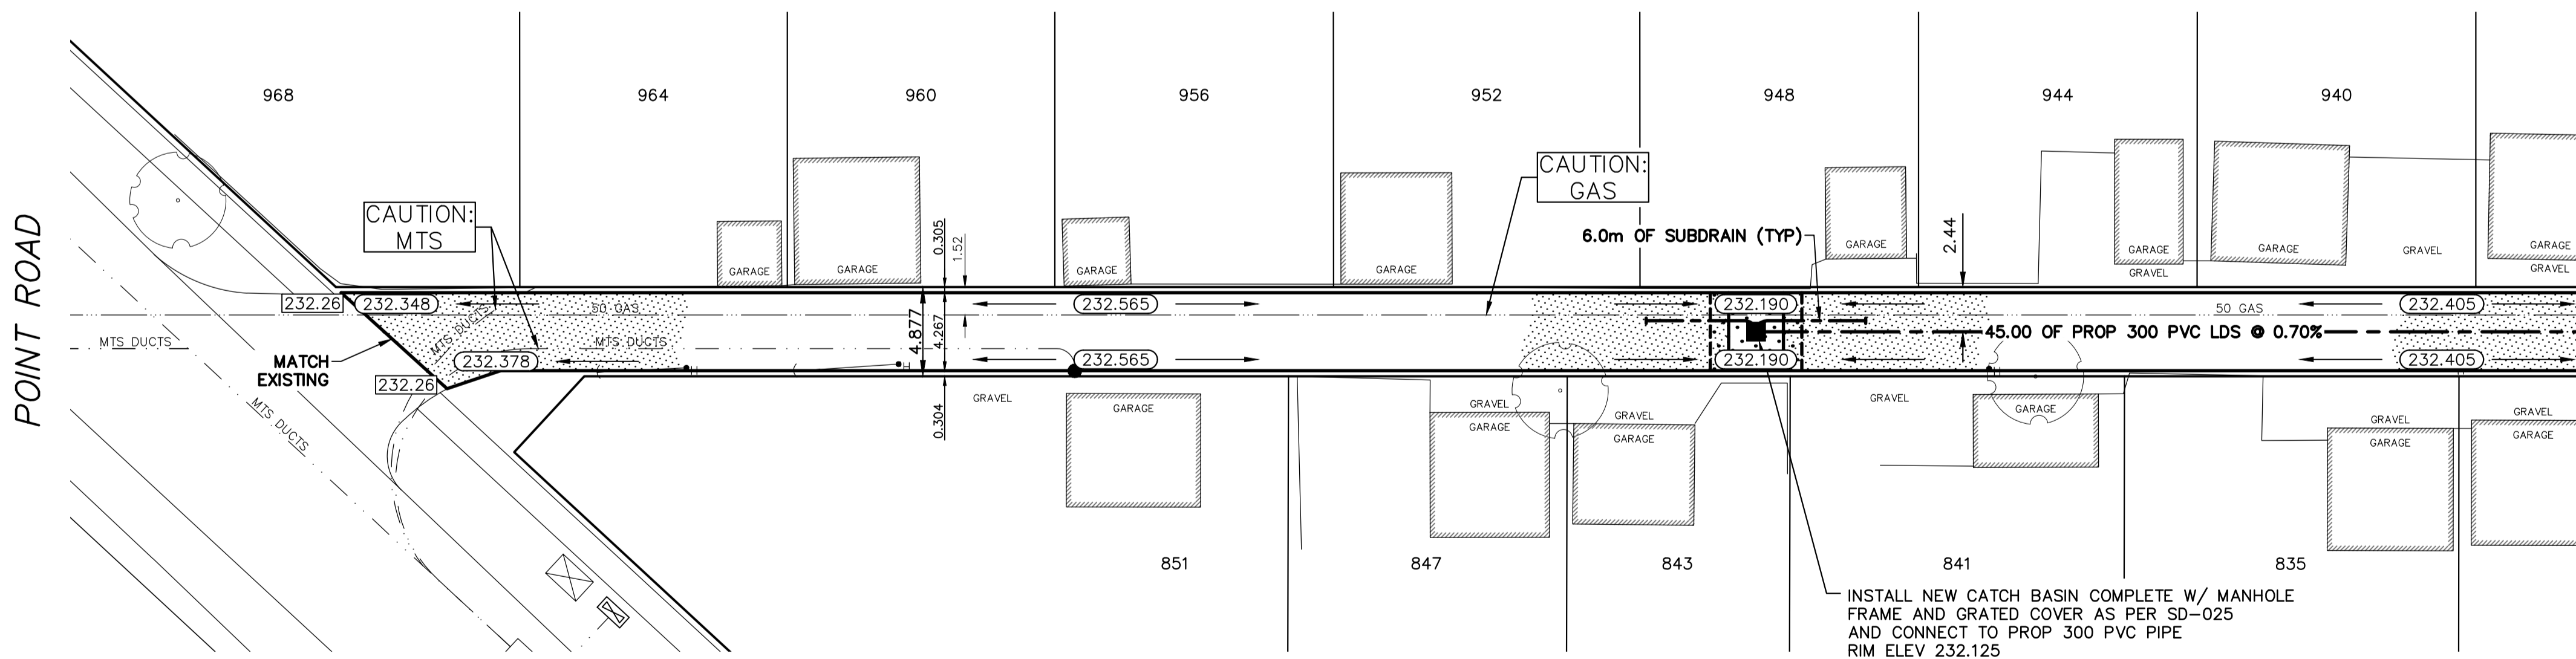 POINT ROAD
968
964
960
956
952
948
944
940
CAUTION:
MTS
CAUTION:
GAS
6.0m OF SUBDRAIN (TYP)
0.305
1.52
2.44
GARAGE
GARAGE
GARAGE
GARAGE
GARAGE
GARAGE
GRAVEL
GARAGE
GRAVEL
GARAGE
GRAVEL
232.26
232.348
50 GAS
232.565
232.190
50 GAS
232.405
MTS DUCTS
MTS DUCTS
MTS DUCTS
4.877
4.267
45.00 OF PROP 300 PVC LDS @ 0.70%
MATCH
EXISTING
232.378
232.565
232.190
232.405
232.26
H
H
H
MTS DUCTS
0.304
GRAVEL
GARAGE
GRAVEL
GARAGE
GRAVEL
GARAGE
GRAVEL
GARAGE
GRAVEL
GARAGE
GRAVEL
GARAGE
851
847
843
841
835
INSTALL NEW CATCH BASIN COMPLETE W/ MANHOLE
FRAME AND GRATED COVER AS PER SD-025
AND CONNECT TO PROP 300 PVC PIPE
RIM ELEV 232.125